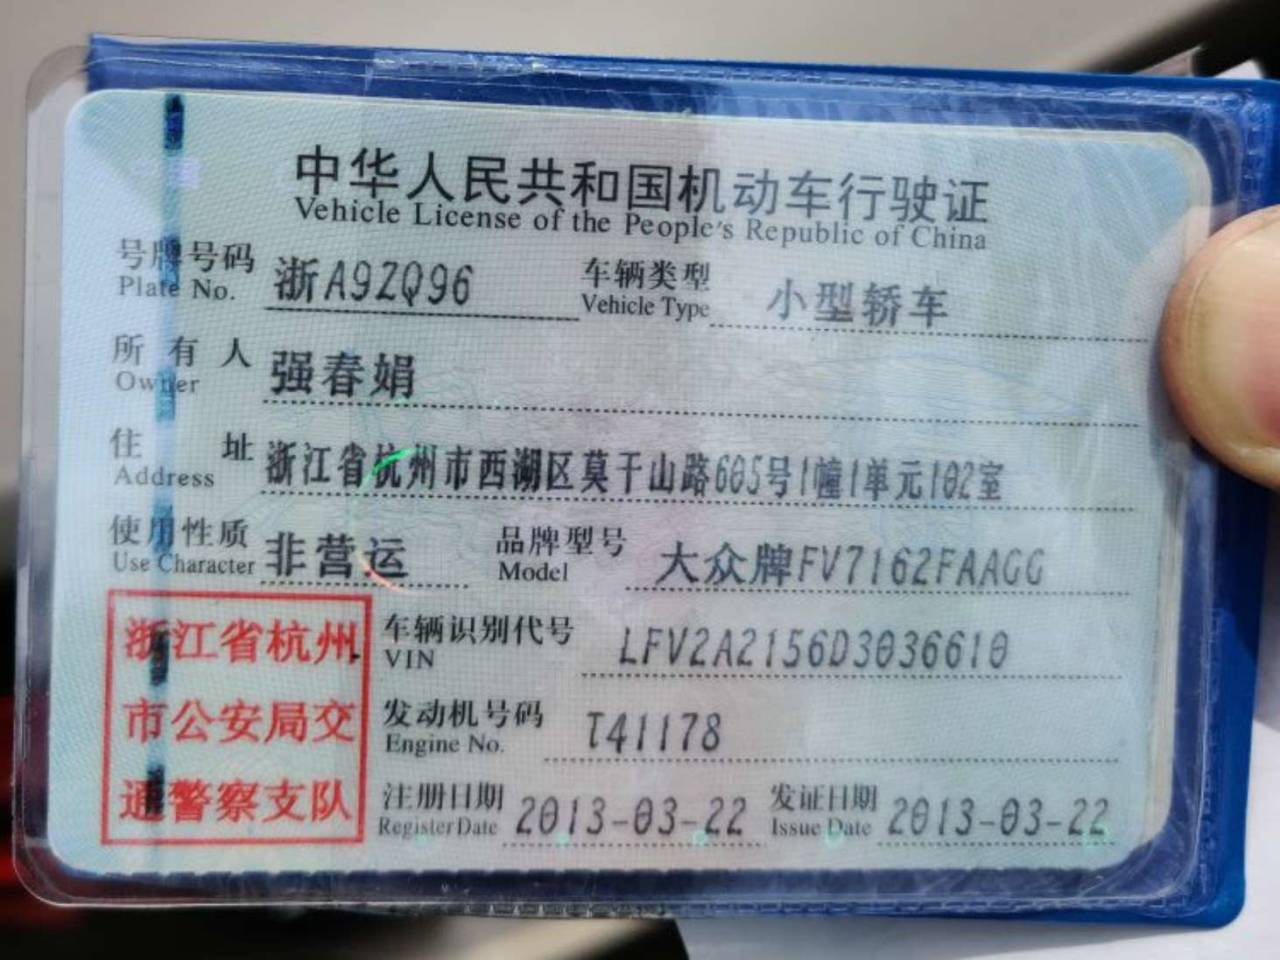 中华人民共和国机动车行驶证
Vehicle License of the People's Republic of China
号牌号码 浙A9ZQ96 车辆类型 小型轿车
Plate No. Vehicle Type
所有人 强春娟
Owner
住址 浙江省杭州市西湖区莫干山路605号1幢1单元102室
Address
使用性质 非营运 品牌型号 大众牌FV7162FAAGG
Use Character Model
浙江省杭州
市公安局交
通警察支队
车辆识别代号 LFV2A2156D3036610
VIN
发动机号码 T41178
Engine No.
注册日期 2013-03-22 发证日期 2013-03-22
Register Date Issue Date